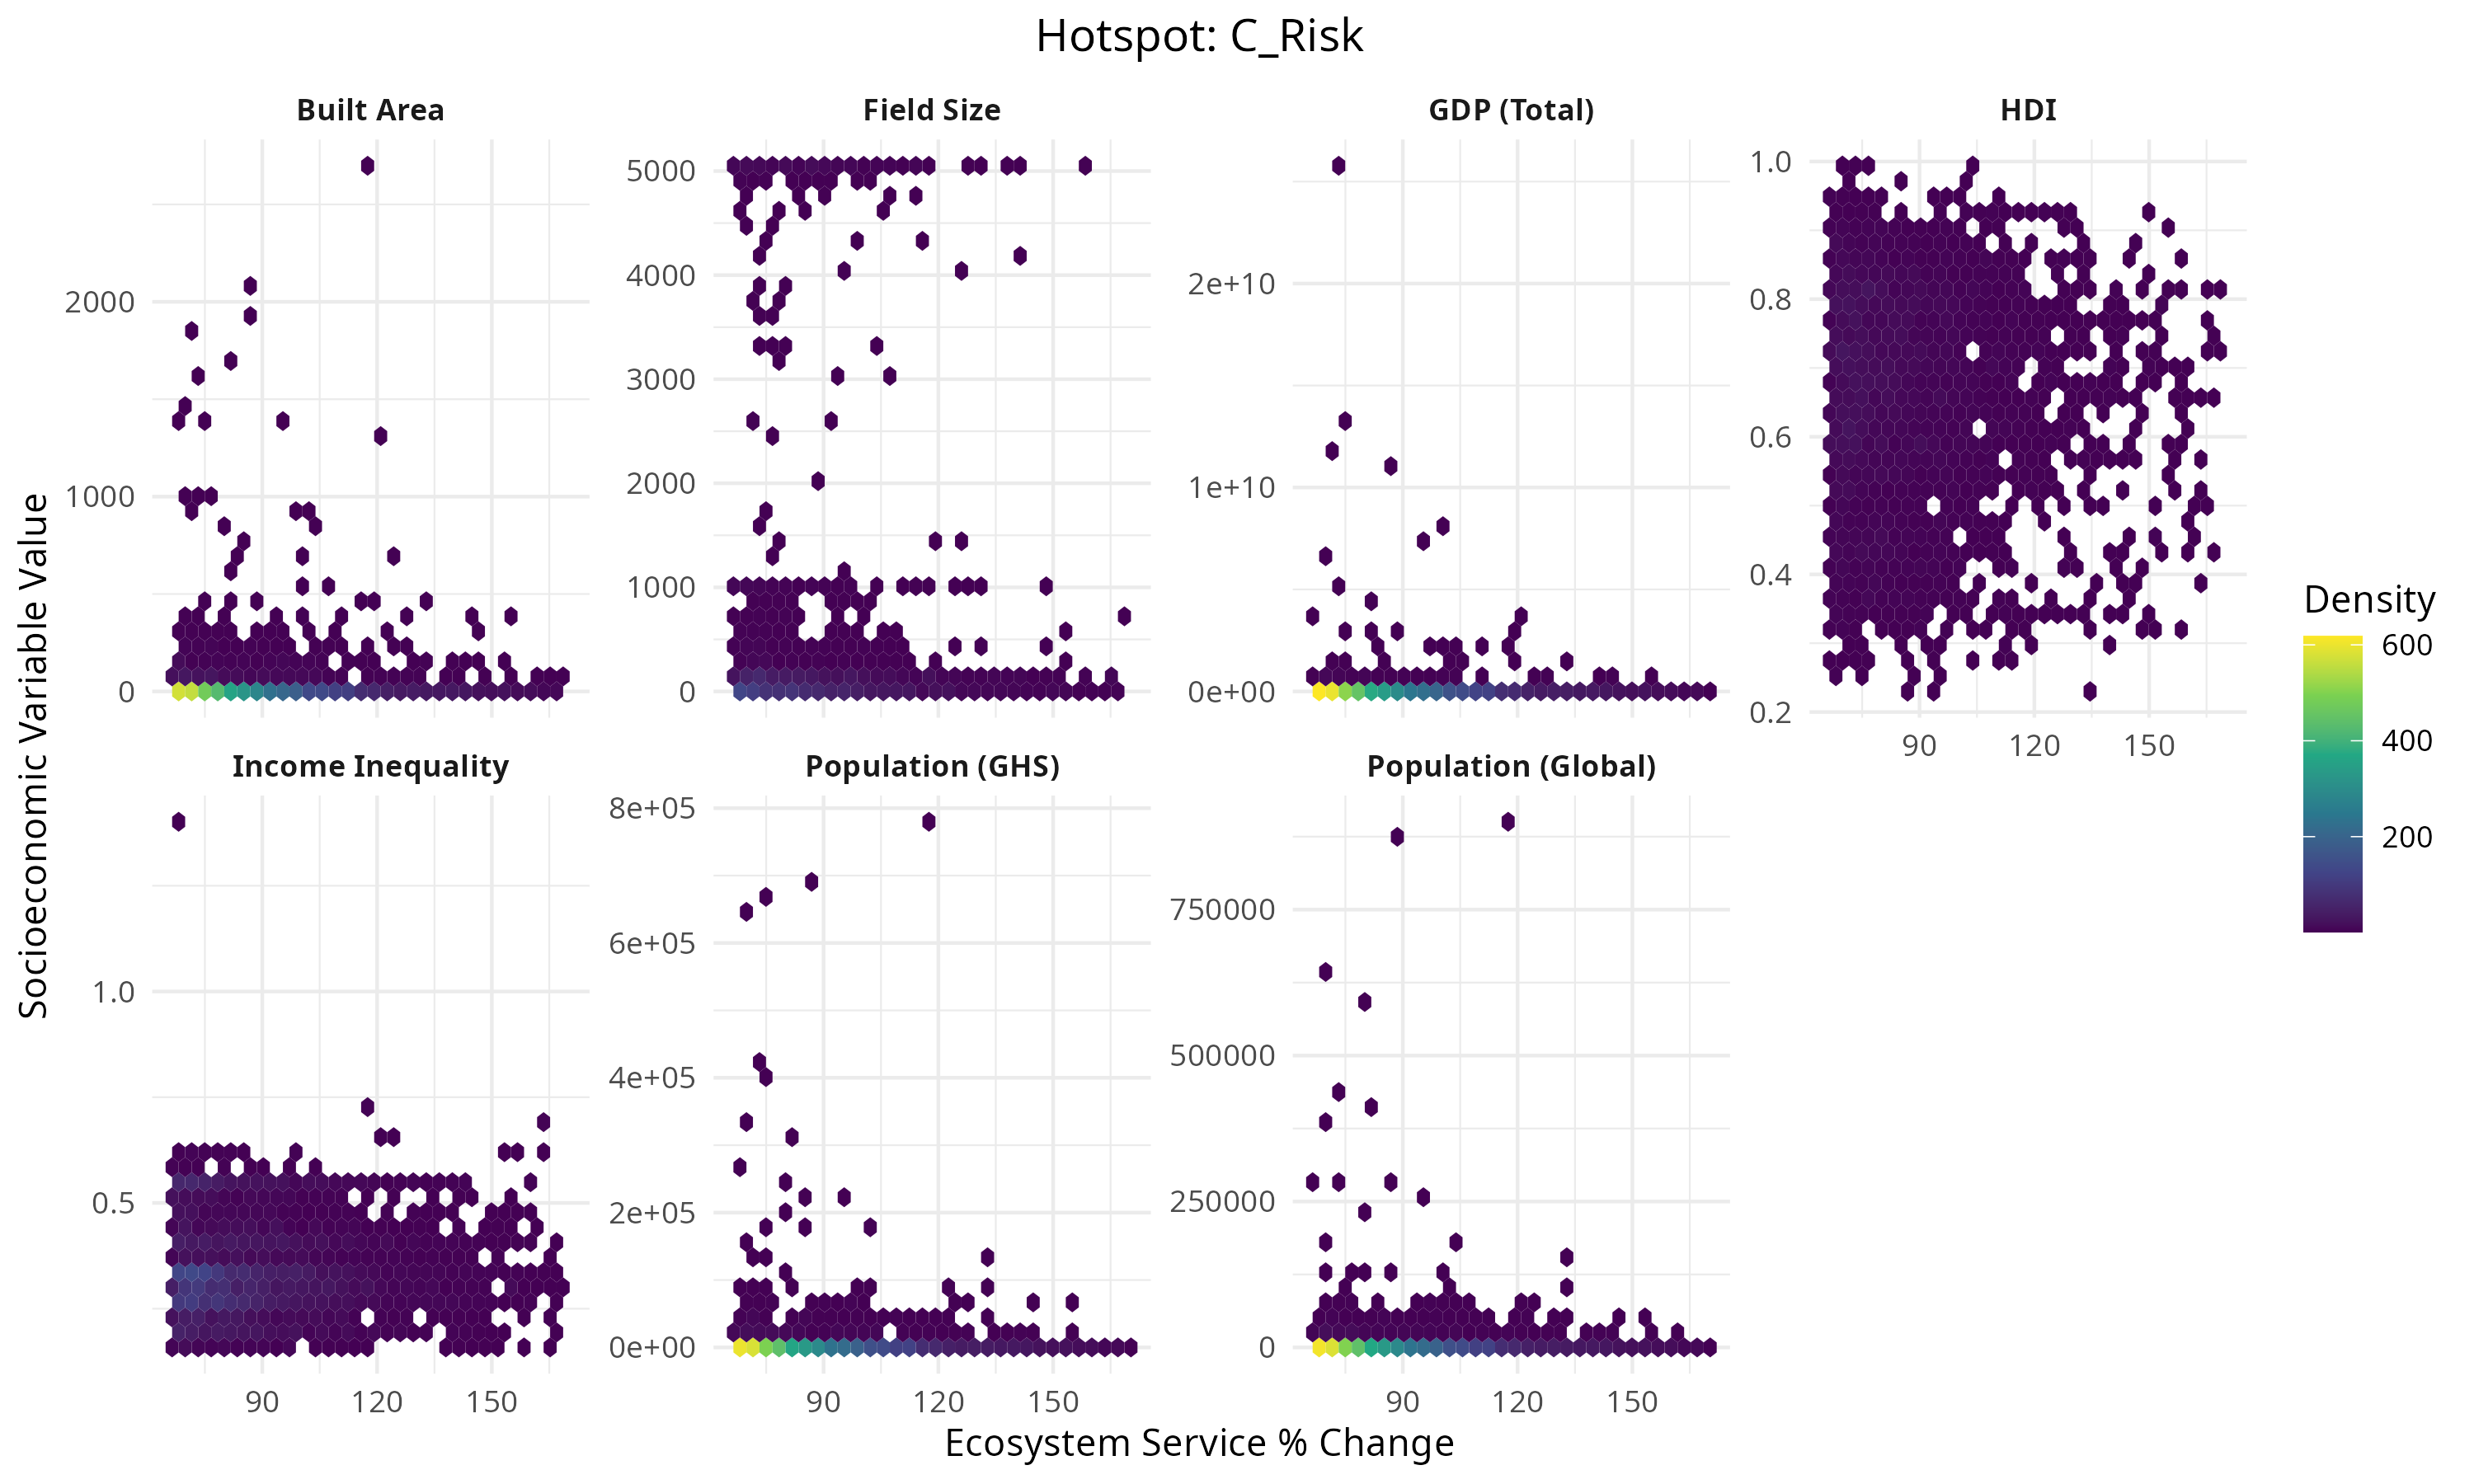 Hotspot: C_Risk
Built Area
Field Size
GDP (Total)
HDI
2000
1000
0
5000
4000
3000
2000
1000
0
2e+10
1e+10
0e+00
1.0
0.8
0.6
0.4
0.2
90 120 150
Income Inequality
Population (GHS)
Population (Global)
1.0
0.5
8e+05
6e+05
4e+05
2e+05
0e+00
750000
500000
250000
0
90 120 150
90 120 150
90 120 150
Ecosystem Service % Change
Socioeconomic Variable Value
Density
600
400
200